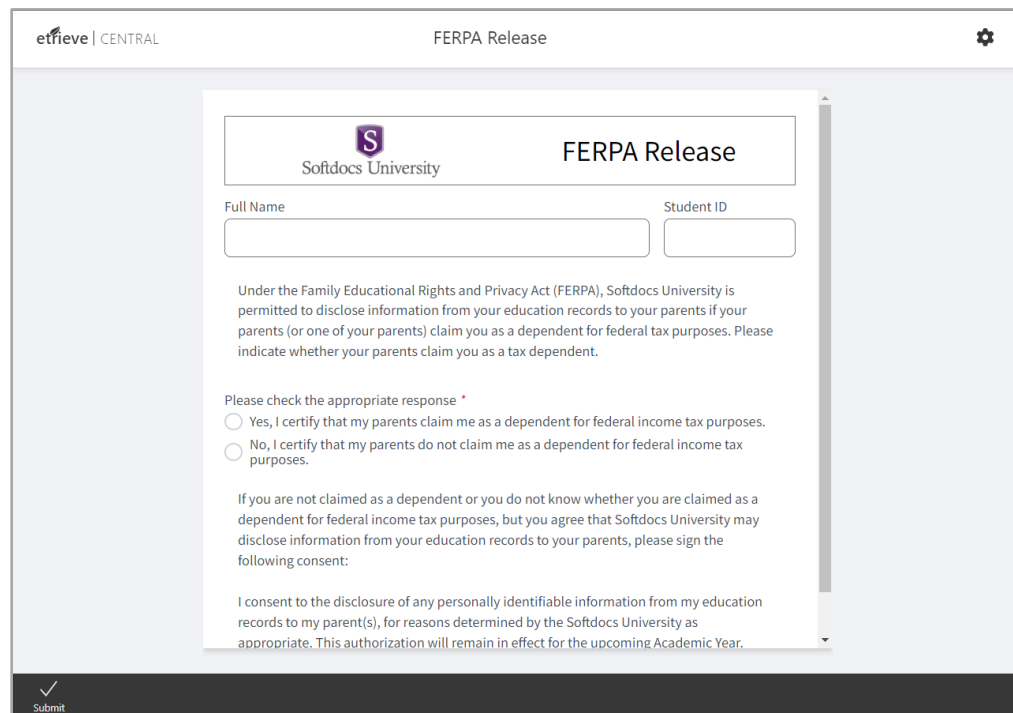 etrieve | CENTRAL
FERPA Release
S
Softdocs University
FERPA Release
Full Name
Student ID
Under the Family Educational Rights and Privacy Act (FERPA), Softdocs University is
permitted to disclose information from your education records to your parents if your
parents (or one of your parents) claim you as a dependent for federal tax purposes. Please
indicate whether your parents claim you as a tax dependent.
Please check the appropriate response *
Yes, I certify that my parents claim me as a dependent for federal income tax purposes.
No, I certify that my parents do not claim me as a dependent for federal income tax
purposes.
If you are not claimed as a dependent or you do not know whether you are claimed as a
dependent for federal income tax purposes, but you agree that Softdocs University may
disclose information from your education records to your parents, please sign the
following consent:
I consent to the disclosure of any personally identifiable information from my education
records to my parent(s), for reasons determined by the Softdocs University as
appropriate. This authorization will remain in effect for the upcoming Academic Year.
Submit